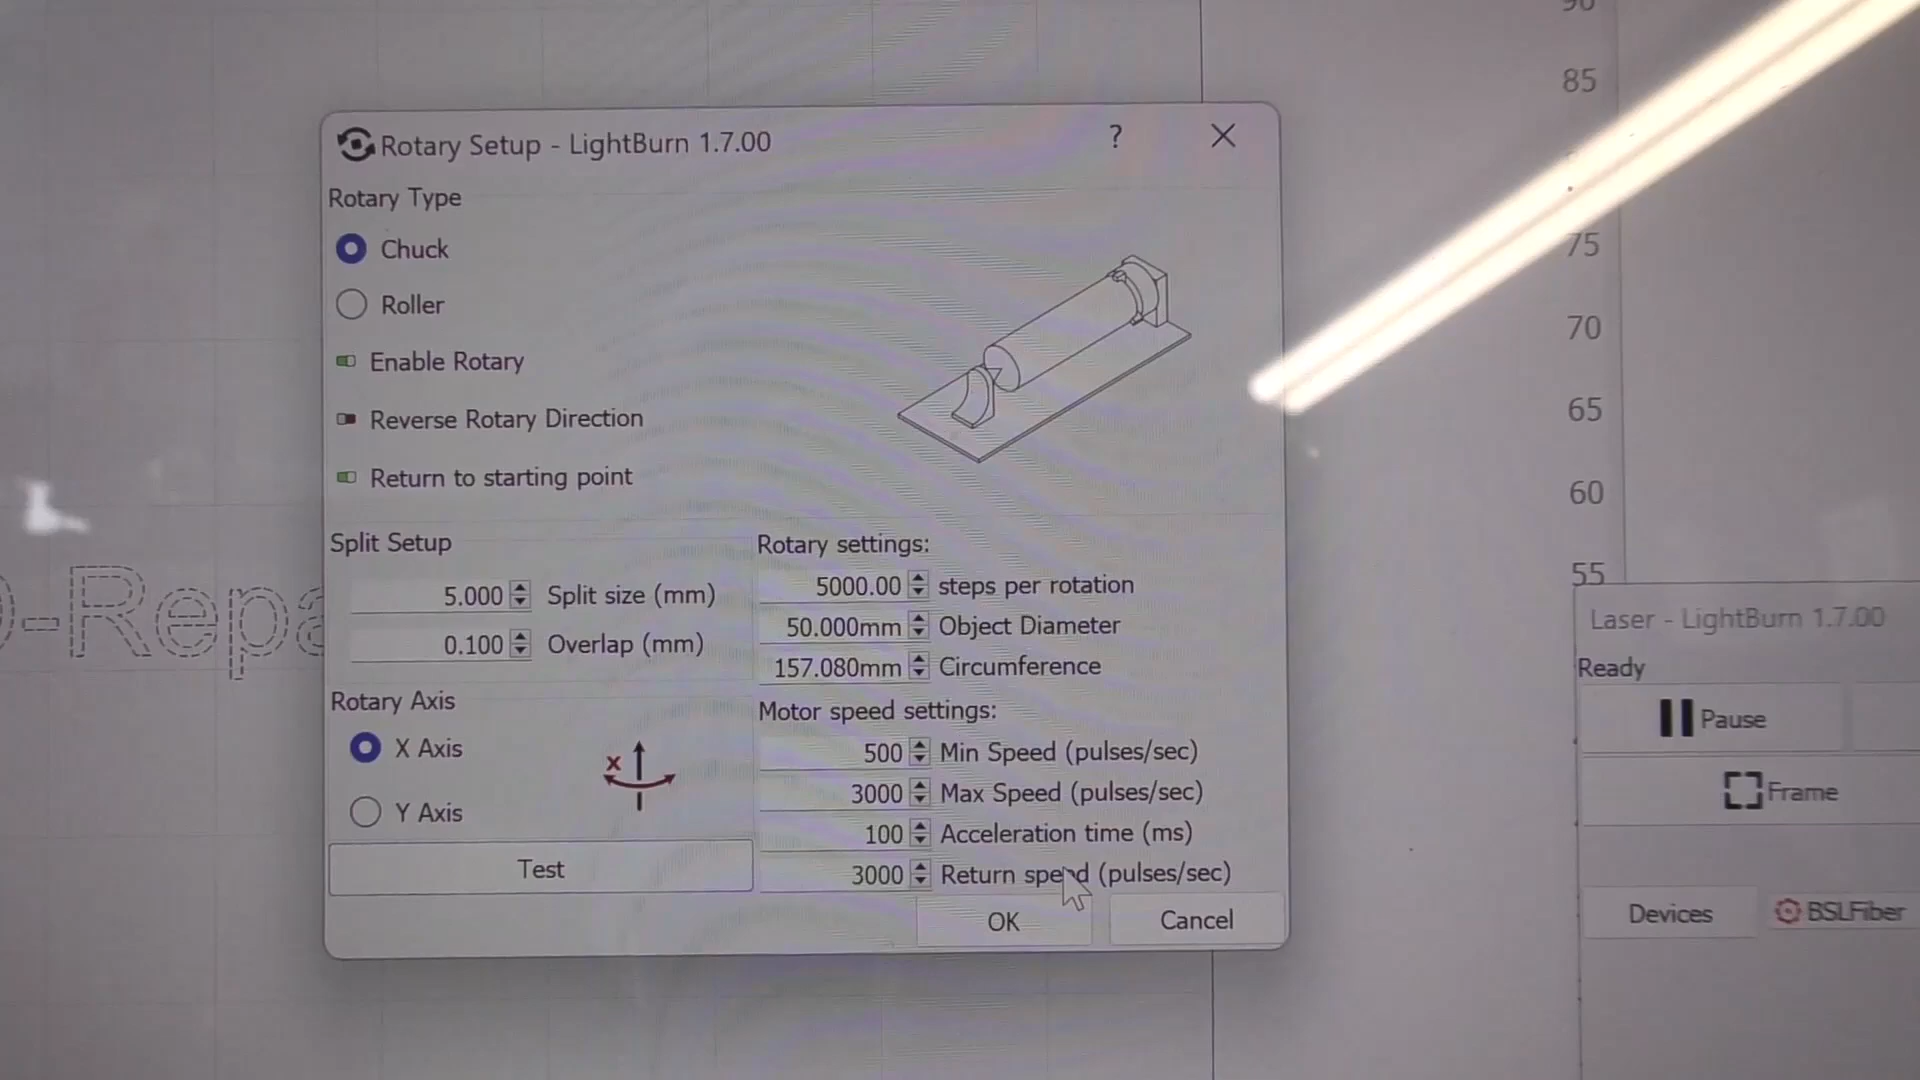 90
85
75
70
65
60
55
-Repa
Rotary Setup - LightBurn 1.7.00
?
Rotary Type
Chuck
Roller
Enable Rotary
Reverse Rotary Direction
Return to starting point
Split Setup
5.000 Split size (mm)
0.100 Overlap (mm)
Rotary Axis
X Axis
Y Axis
X
Test
Rotary settings:
5000.00 steps per rotation
50.000mm Object Diameter
157.080mm Circumference
Motor speed settings:
500 Min Speed (pulses/sec)
3000 Max Speed (pulses/sec)
100 Acceleration time (ms)
3000 Return speed (pulses/sec)
OK
Cancel
Laser - LightBurn 1.7.00
Ready
Pause
Frame
Devices
BSLFiber